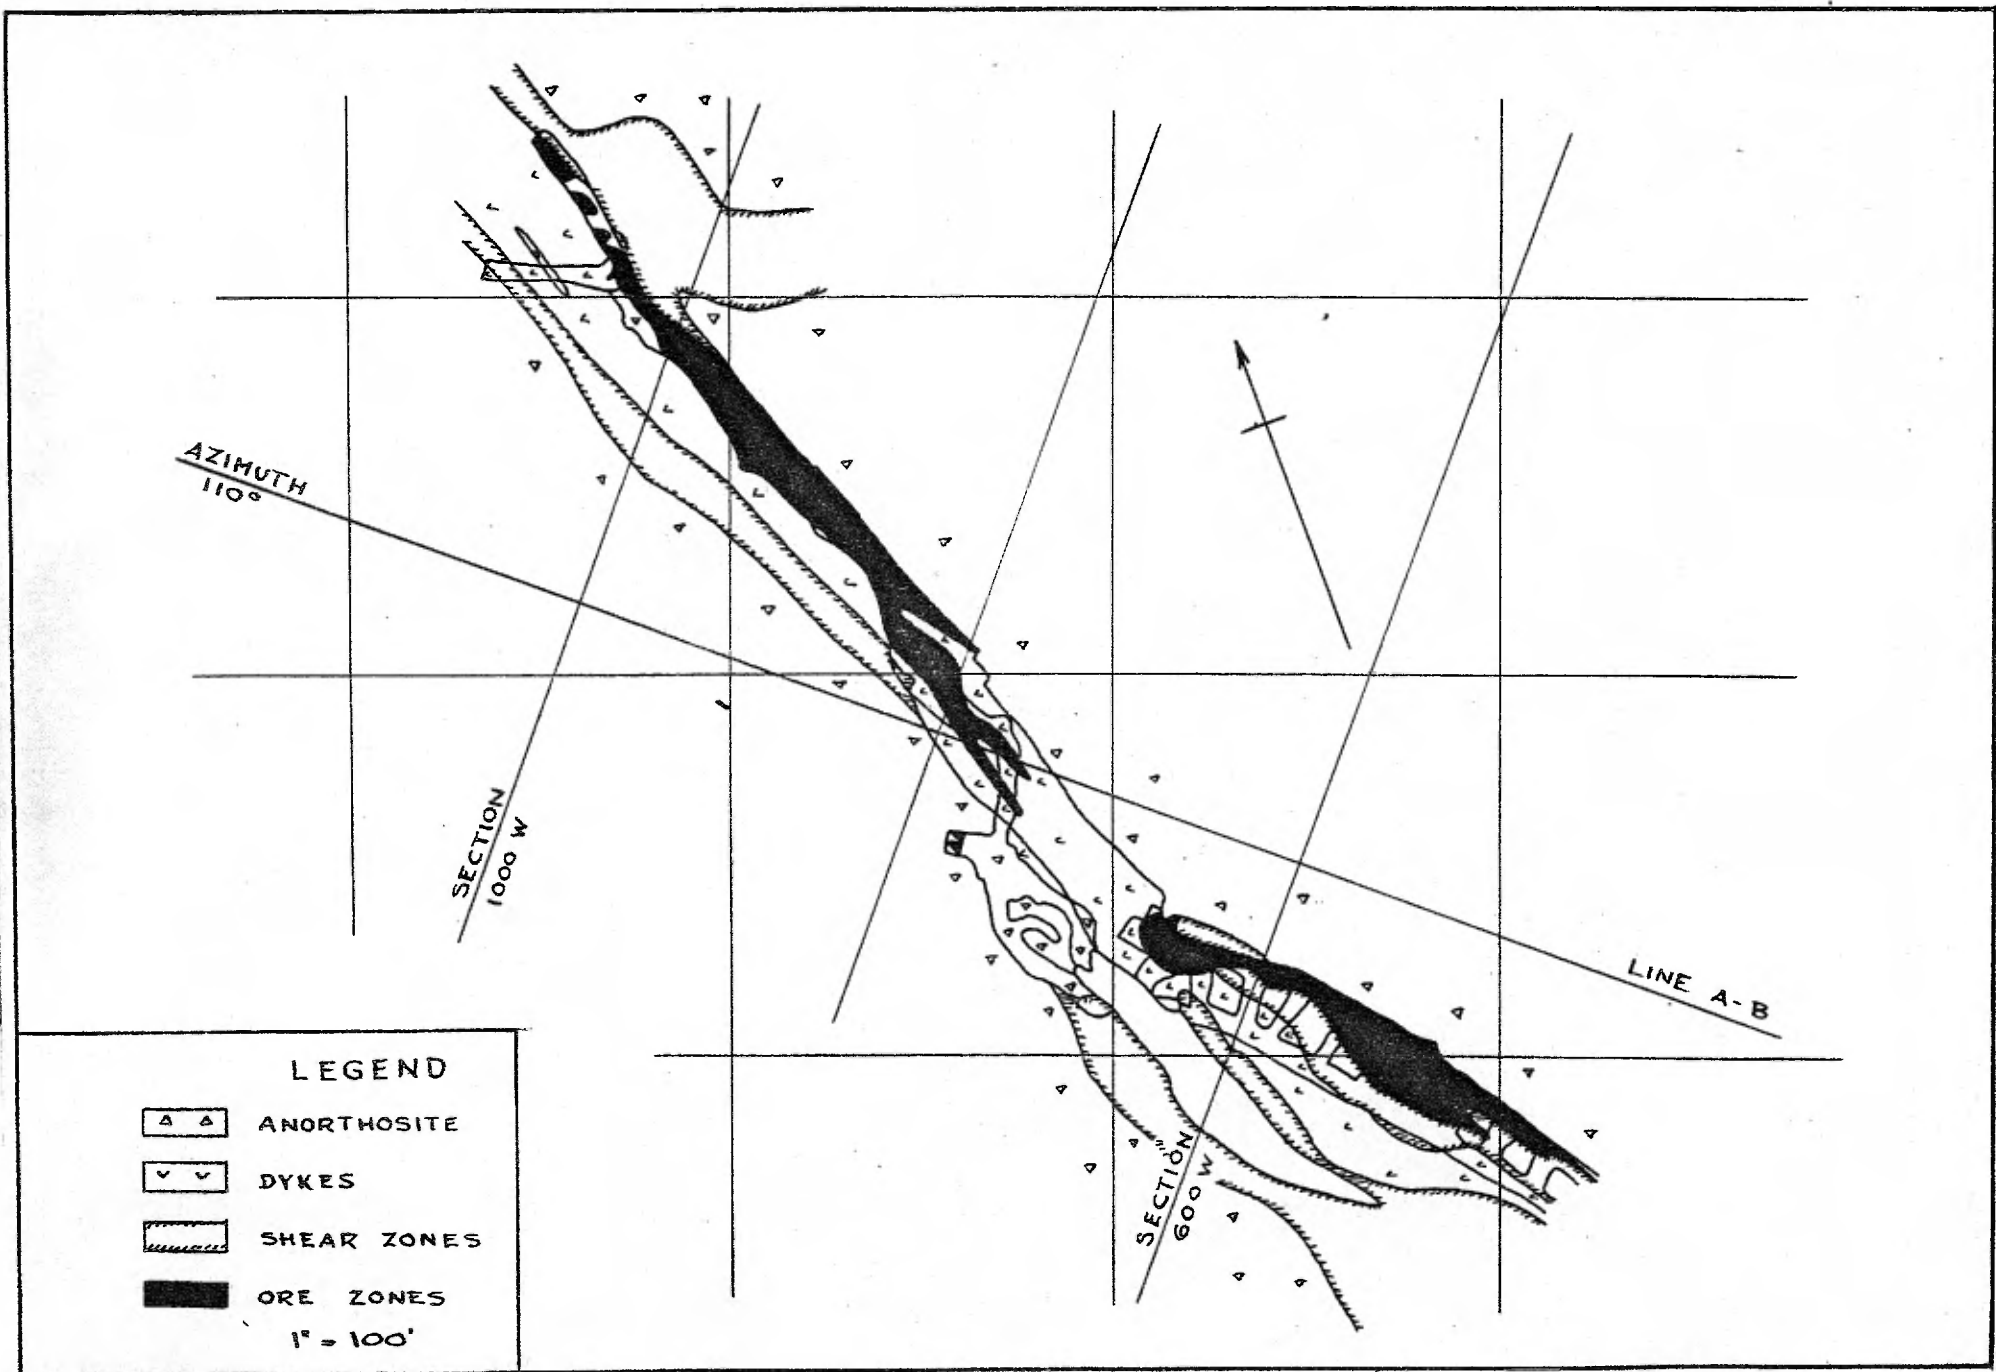 AZIMUTH
110°
SECTION
1000 W
LINE A-B
SECTION
600 W
LEGEND
ANORTHOSITE
DYKES
SHEAR ZONES
ORE ZONES
1" = 100'